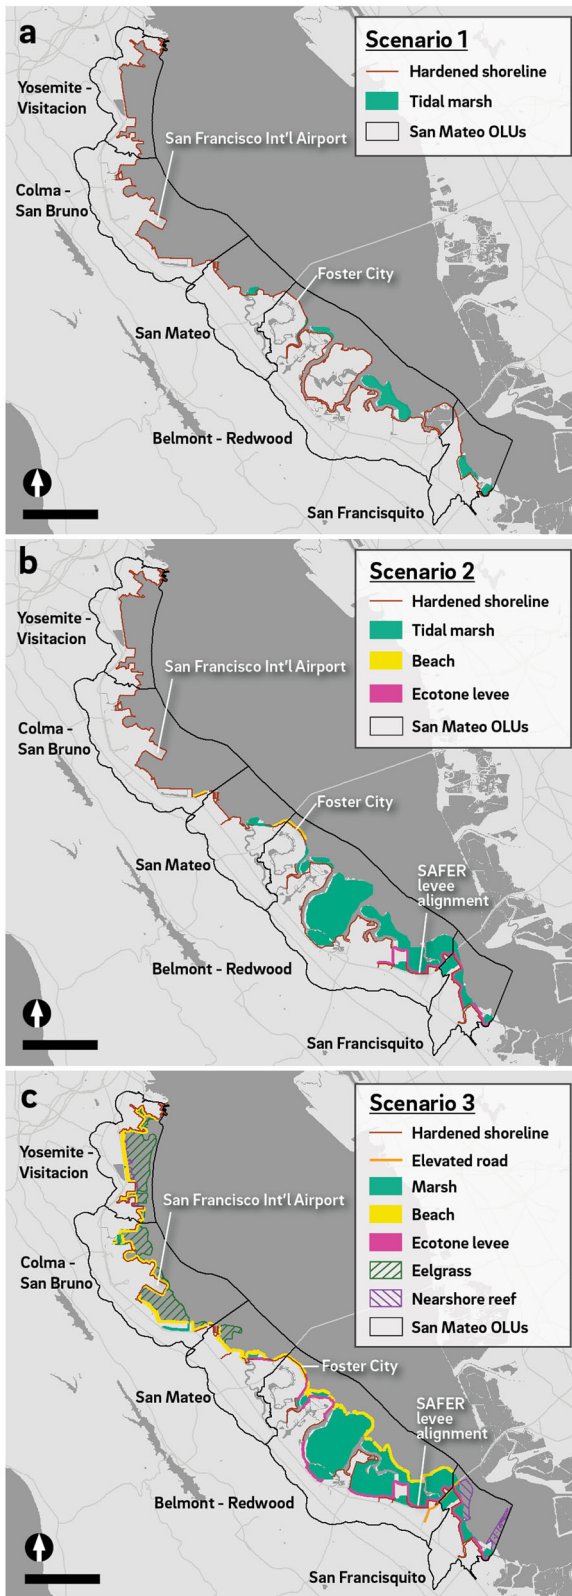 a
Scenario 1
Hardened shoreline
Tidal marsh
San Mateo OLUs
Yosemite -
Visitacion
San Francisco Int'l Airport
Colma -
San Bruno
Foster City
San Mateo
Belmont - Redwood
San Francisquito
b
Scenario 2
Hardened shoreline
Tidal marsh
Beach
Ecotone levee
San Mateo OLUs
Yosemite -
Visitacion
San Francisco Int'l Airport
Colma -
San Bruno
Foster City
San Mateo
SAFER
levee
alignment
Belmont - Redwood
San Francisquito
c
Scenario 3
Hardened shoreline
Elevated road
Marsh
Beach
Ecotone levee
Eelgrass
Nearshore reef
San Mateo OLUs
Yosemite -
Visitacion
San Francisco Int'l Airport
Colma -
San Bruno
Foster City
San Mateo
SAFER
levee
alignment
Belmont - Redwood
San Francisquito